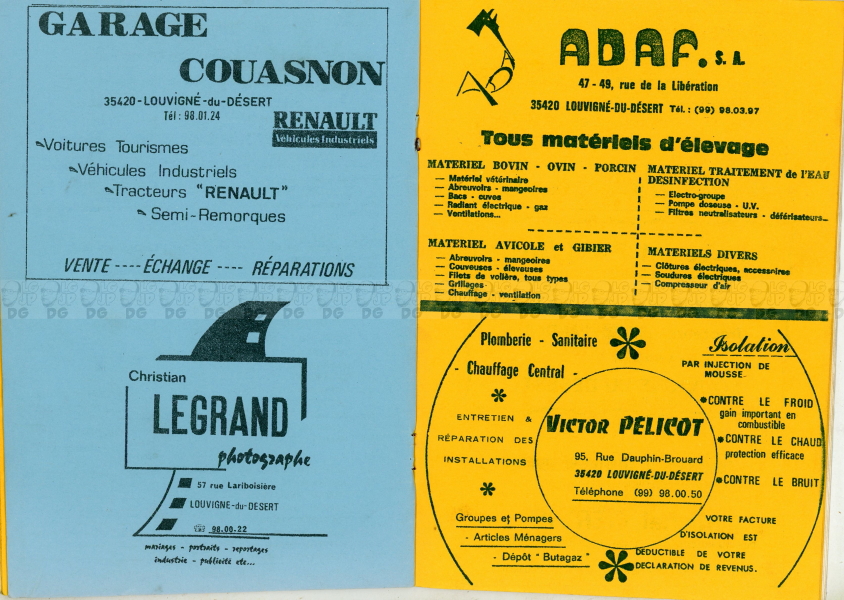 GARAGE
COUASNON
35420-LOUVIGNÉ-du-DÉSERT
Tél : 98.01.24
RENAULT
Véhicules Industriels
Voitures Tourismes
Véhicules Industriels
Tracteurs "RENAULT"
Semi-Remorques
VENTE ---- ÉCHANGE ---- RÉPARATIONS
Christian
LEGRAND
photographe
57 rue Lariboisière
LOUVIGNE-du-DESERT
☏ 98.00.22
mariages - portraits - reportages
industrie - publicité etc...
ADAF. S.A.
47-49, rue de la Libération
35420 LOUVIGNÉ-DU-DÉSERT Tél. : (99) 98.03.97
Tous matériels d'élevage
MATERIEL BOVIN - OVIN - PORCIN
— Matériel vétérinaire
— Abreuvoirs - mangeoires
— Bacs - cuves
— Radiant électrique - gaz
— Ventilations...
MATERIEL TRAITEMENT de l'EAU
DESINFECTION
— Electro-groupe
— Pompe doseuse - U.V.
— Filtres neutralisateurs - déférisateurs...
MATERIEL AVICOLE et GIBIER
— Abreuvoirs - mangeoires
— Couveuses - éleveuses
— Filets de volière, tous types
— Grillages
— Chauffage - ventilation
MATERIELS DIVERS
— Clôtures électriques, accessoires
— Soudures électriques
— Compresseur d'air
Plomberie - Sanitaire
- Chauffage Central -
ENTRETIEN &
RÉPARATION DES
INSTALLATIONS
Groupes et Pompes
- Articles Ménagers
- Dépôt "Butagaz"
VICTOR PELICOT
95, Rue Dauphin-Brouard
35420 LOUVIGNÉ-DU-DÉSERT
Téléphone (99) 98.00.50
Isolation
PAR INJECTION DE
MOUSSE
CONTRE LE FROID
gain important en
combustible
CONTRE LE CHAUD
protection efficace
CONTRE LE BRUIT
VOTRE FACTURE
D'ISOLATION EST
DÉDUCTIBLE DE VOTRE
DECLARATION DE REVENUS.